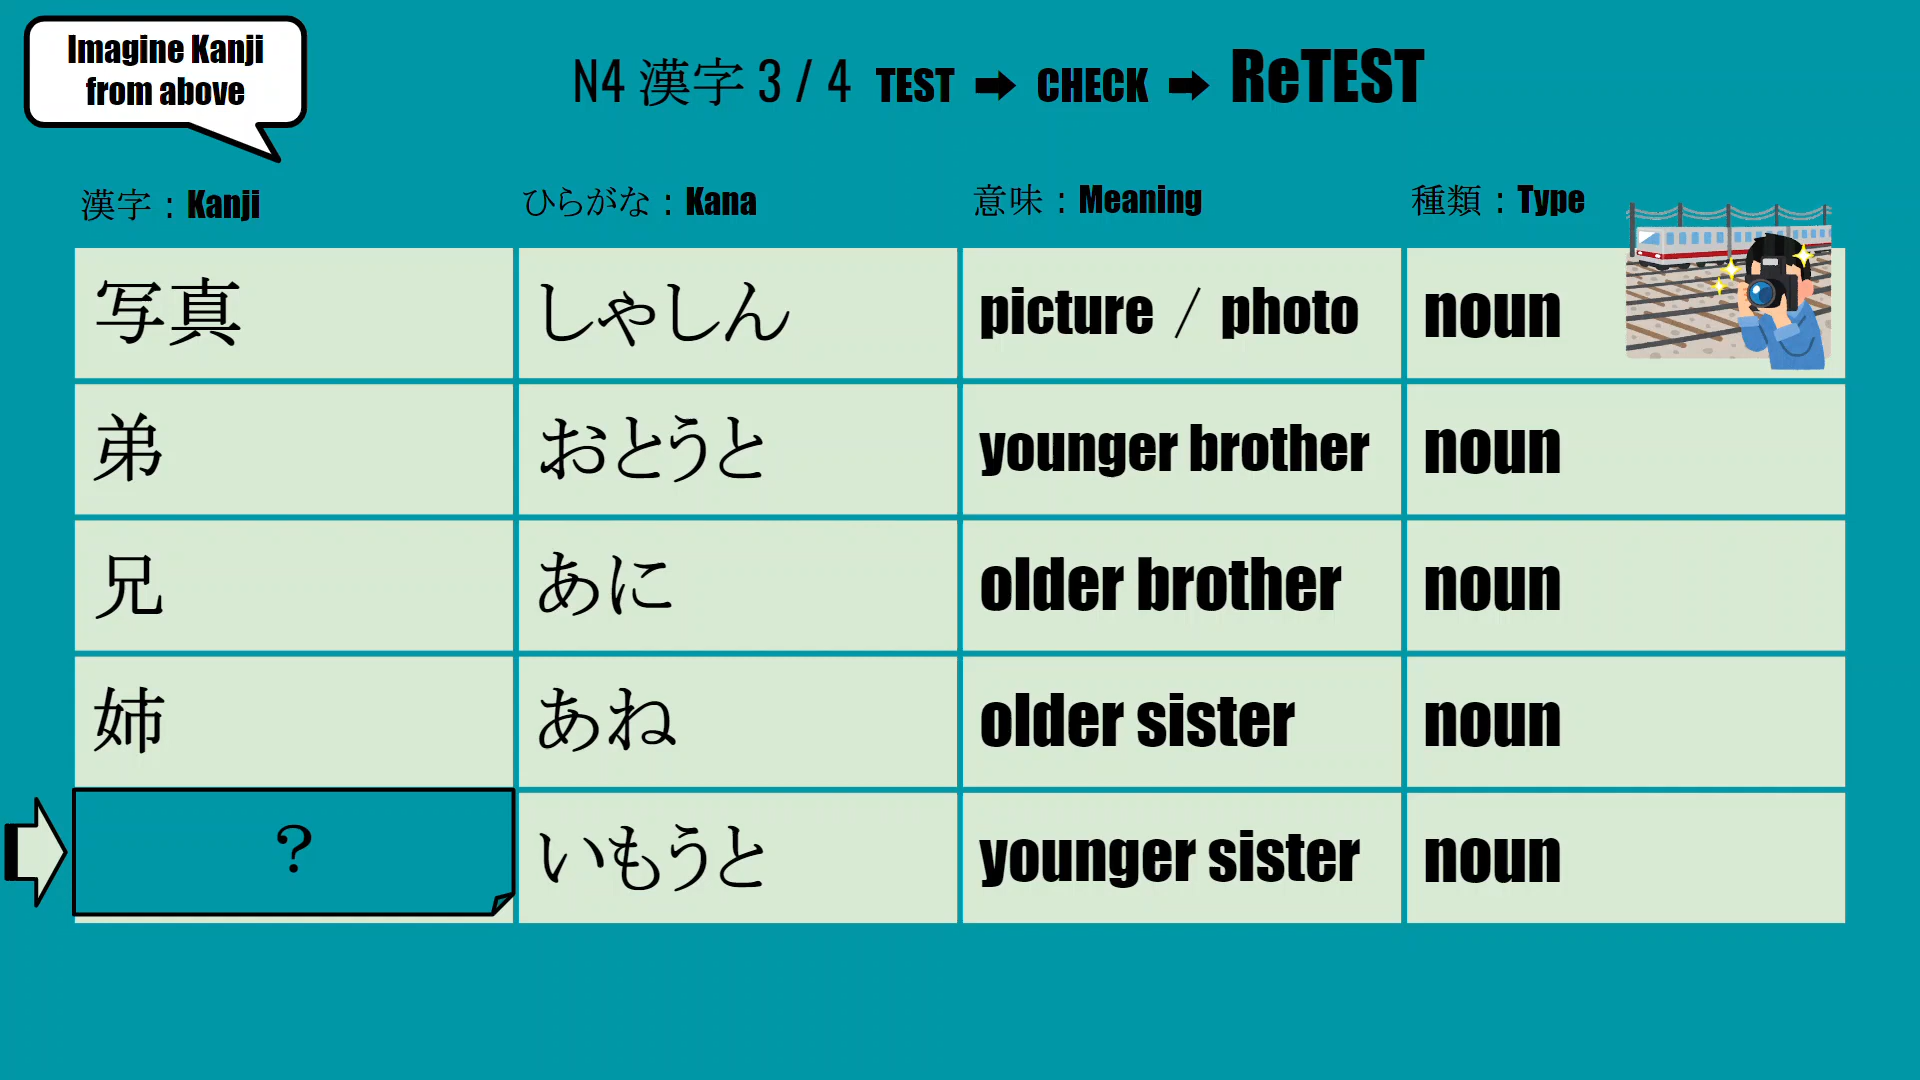 Imagine Kanji
from above
N4 漢字 3 / 4 TEST ➡ CHECK ➡ ReTEST
漢字：Kanji ひらがな：Kana 意味：Meaning 種類：Type
写真 しゃしん picture / photo noun
弟 おとうと younger brother noun
兄 あに older brother noun
姉 あね older sister noun
？ いもうと younger sister noun